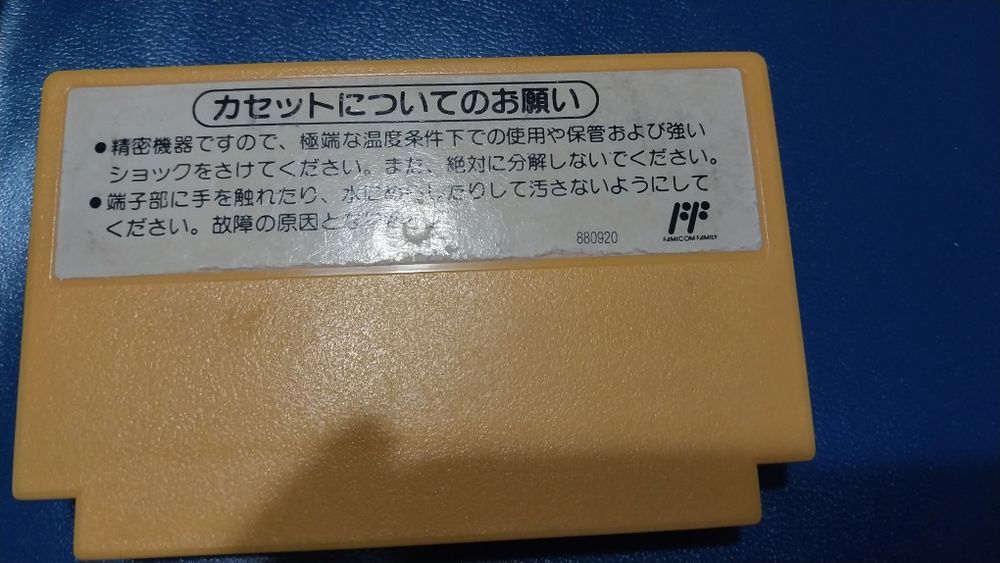 カセットについてのお願い
●精密機器ですので、極端な温度条件下での使用や保管および強い
ショックをさけてください。また、絶対に分解しないでください。
●端子部に手を触れたり、水にぬらしたりして汚さないようにして
ください。故障の原因とな
880920
FAMICOM FAMILY